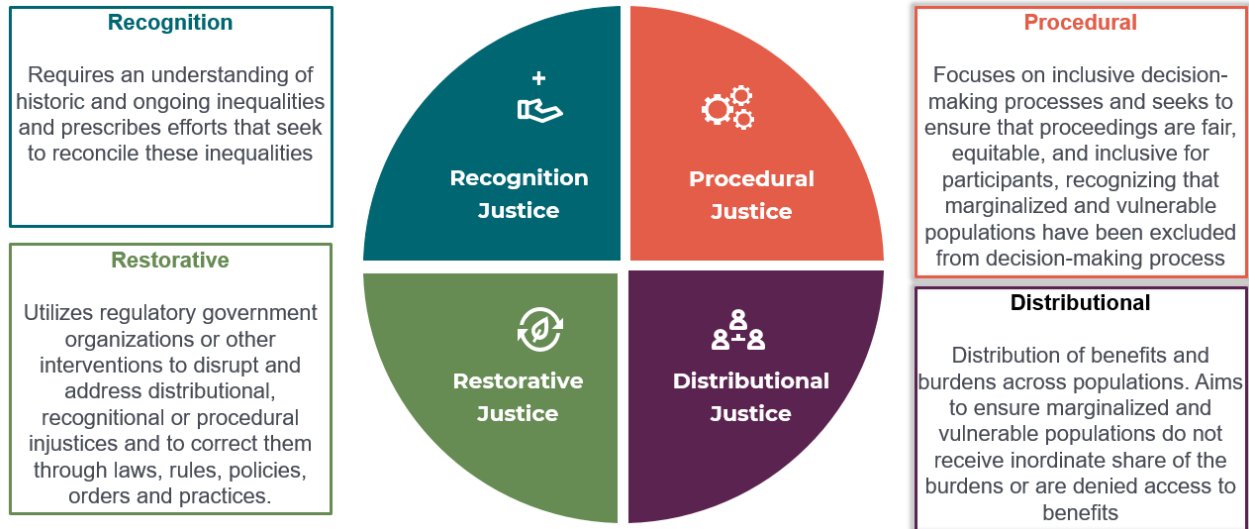 Recognition
Requires an understanding of
historic and ongoing inequalities
and prescribes efforts that seek
to reconcile these inequalities
Restorative
Utilizes regulatory government
organizations or other
interventions to disrupt and
address distributional,
recognitional or procedural
injustices and to correct them
through laws, rules, policies,
orders and practices.
Recognition
Justice
Procedural
Justice
Restorative
Justice
Distributional
Justice
Procedural
Focuses on inclusive decision-
making processes and seeks to
ensure that proceedings are fair,
equitable, and inclusive for
participants, recognizing that
marginalized and vulnerable
populations have been excluded
from decision-making process
Distributional
Distribution of benefits and
burdens across populations. Aims
to ensure marginalized and
vulnerable populations do not
receive inordinate share of the
burdens or are denied access to
benefits